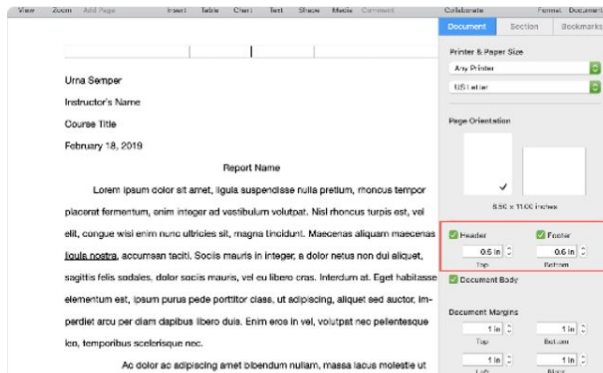 View Zoom Add Page Insert Table Chart Text Shape Media Comment Collaborate Format Document
Document Section Bookmarks
Printer & Paper Size
Any Printer
US Letter
Page Orientation
8.50 x 11.00 inches
Header Footer
0.5 in 0.6 in
Top Bottom
Document Body
Document Margins
1 in 1 in
Top Bottom
1 in 1 in
Left Right
Urna Semper
Instructor's Name
Course Title
February 18, 2019
Report Name
Lorem ipsum dolor sit amet, ligula suspendisse nulla pretium, rhoncus tempor
placerat fermentum, enim integer ad vestibulum volutpat. Nisl rhoncus turpis est, vel
elit, congue wisi enim nunc ultricies sit, magna tincidunt. Maecenas aliquam maecenas
ligula nostra, accumsan taciti. Sociis mauris in integer, a dolor netus non dui aliquet,
sagittis felis sodales, dolor sociis mauris, vel eu libero cras. Interdum at. Eget habitasse
elementum est, ipsum purus pede porttitor class, ut adipiscing, aliquet sed auctor, im-
perdiet arcu per diam dapibus libero duis. Enim eros in vel, volutpat nec pellentesque
leo, temporibus scelerisque nec.
Ac dolor ac adipiscing amet bibendum nullam, massa lacus molestie ut